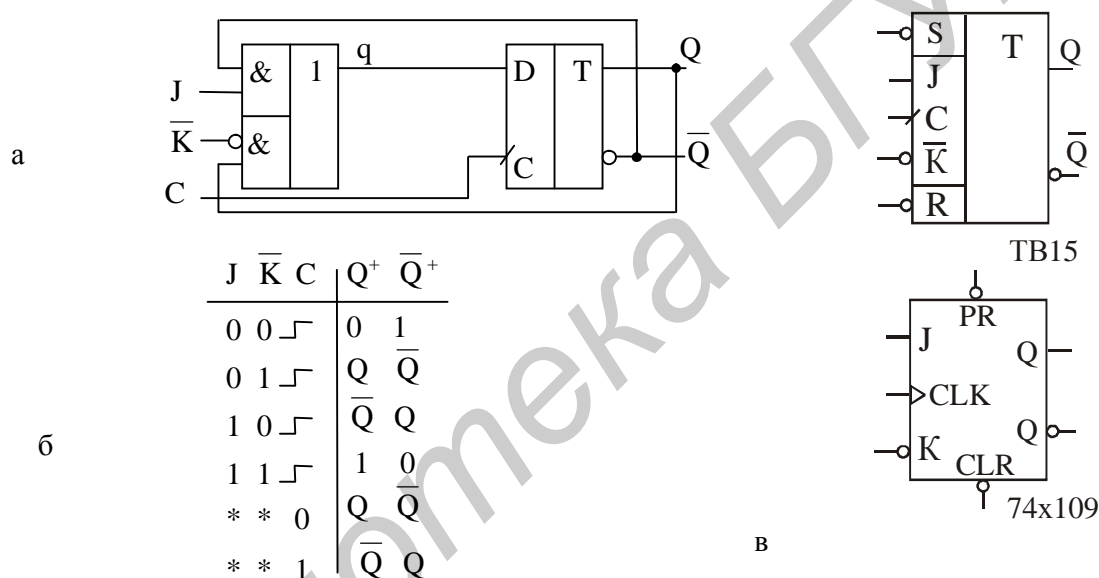 а
J
K̅
C
&
&
1
q
D
C
T
Q
Q̅
J K̅ C Q⁺ Q̅⁺
0 0 0 1
0 1 Q Q̅
1 0 Q̅ Q
1 1 1 0
* * 0 Q Q̅
* * 1 Q̅ Q
б
S
J
C
K̅
R
T
Q
Q̅
ТВ15
PR
J
CLK
K
CLR
Q
Q
74x109
в